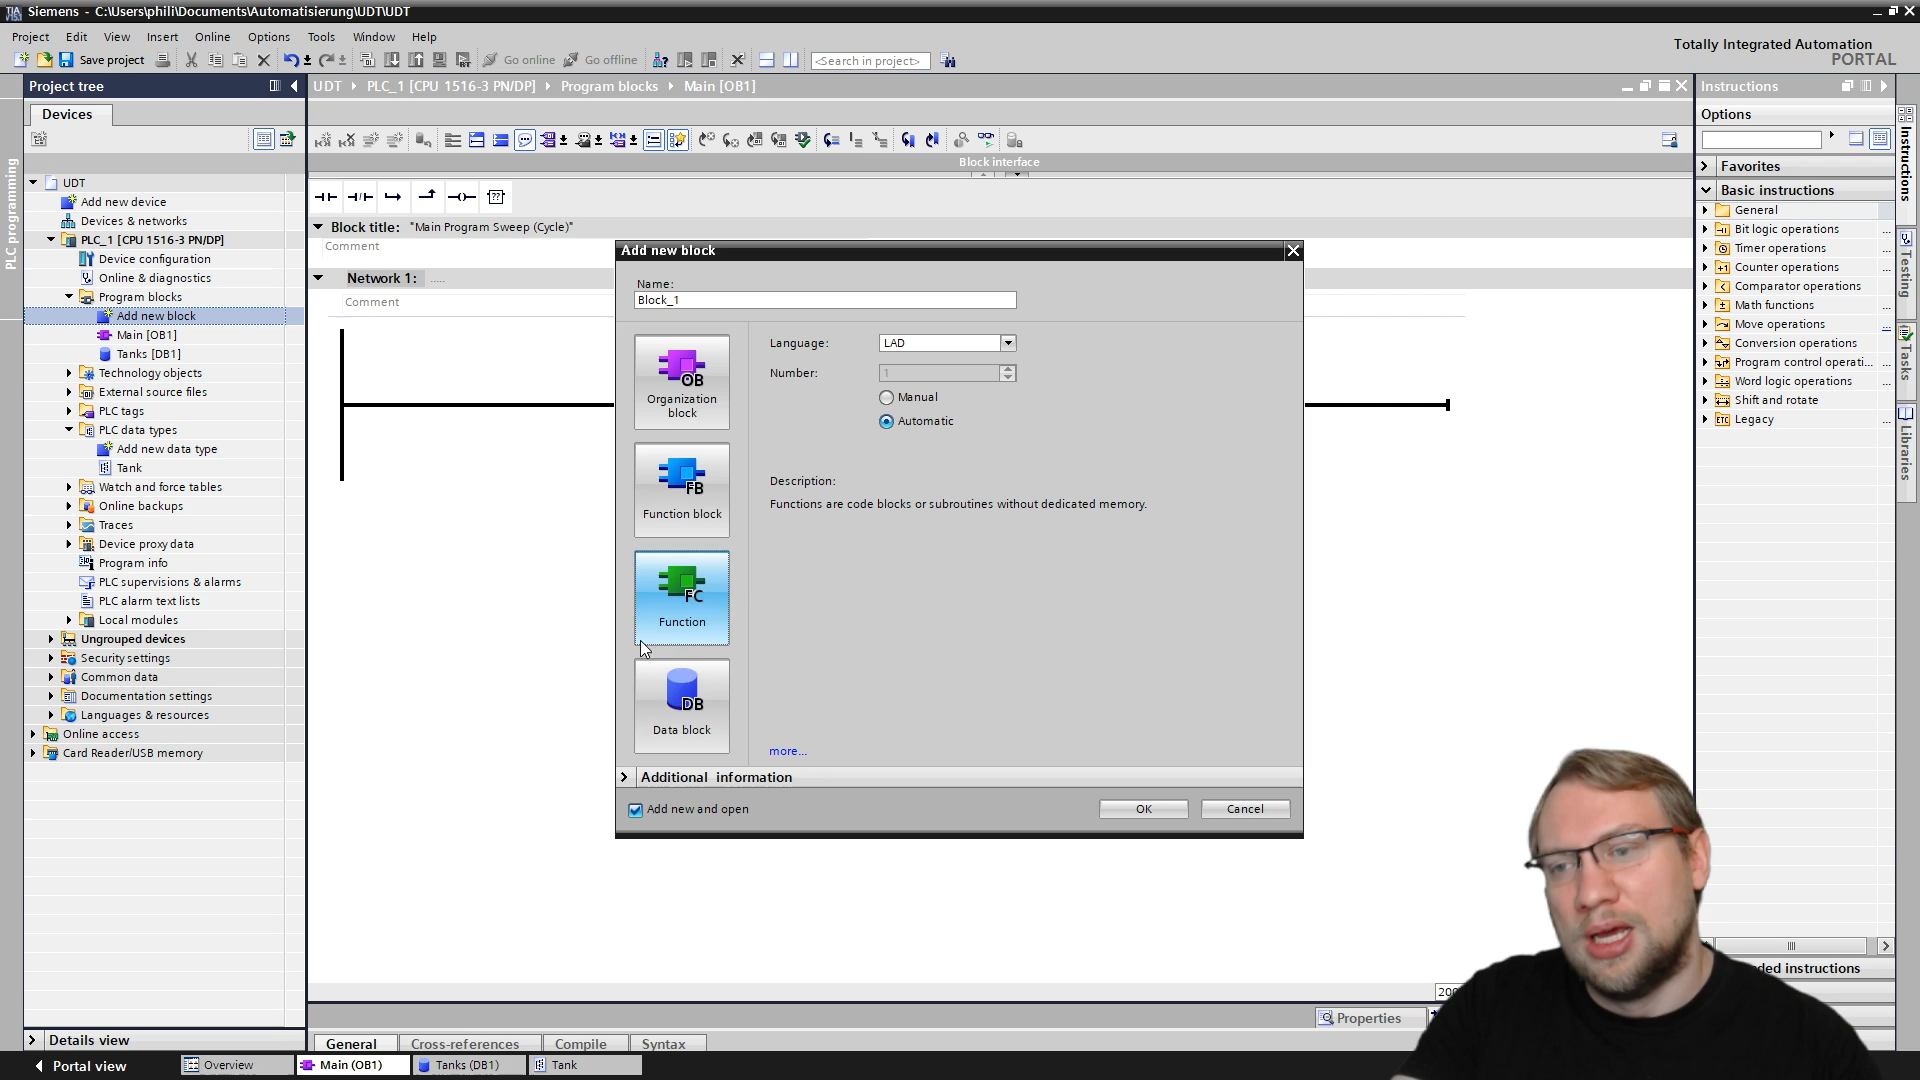 Siemens - C:\Users\phili\Documents\Automatisierung\UDT\UDT
Project Edit View Insert Online Options Tools Window Help
Totally Integrated Automation
PORTAL
Save project
Go online
Go offline
<Search in project>
Project tree
UDT › PLC_1 [CPU 1516-3 PN/DP] › Program blocks › Main [OB1]
Instructions
Devices
Options
Block interface
PLC programming
UDT
Add new device
Devices & networks
PLC_1 [CPU 1516-3 PN/DP]
Device configuration
Online & diagnostics
Program blocks
Add new block
Main [OB1]
Tanks [DB1]
Technology objects
External source files
PLC tags
PLC data types
Add new data type
Tank
Watch and force tables
Online backups
Traces
Device proxy data
Program info
PLC supervisions & alarms
PLC alarm text lists
Local modules
Ungrouped devices
Security settings
Common data
Documentation settings
Languages & resources
Online access
Card Reader/USB memory
Details view
Block title: "Main Program Sweep (Cycle)"
Comment
Network 1: .....
Comment
Add new block
Name:
Block_1
OB
Organization
block
FB
Function block
FC
Function
DB
Data block
Language: LAD
Number: 1
Manual
Automatic
Description:
Functions are code blocks or subroutines without dedicated memory.
more...
Additional information
Add new and open
OK
Cancel
Favorites
Basic instructions
General
Bit logic operations ...
Timer operations ...
Counter operations ...
Comparator operations ...
Math functions ...
Move operations ...
Conversion operations ...
Program control operati... ...
Word logic operations ...
Shift and rotate ...
Legacy ...
ded instructions
Instructions
Testing
Tasks
Libraries
200
Properties
General
Cross-references
Compile
Syntax
Portal view
Overview
Main (OB1)
Tanks (DB1)
Tank